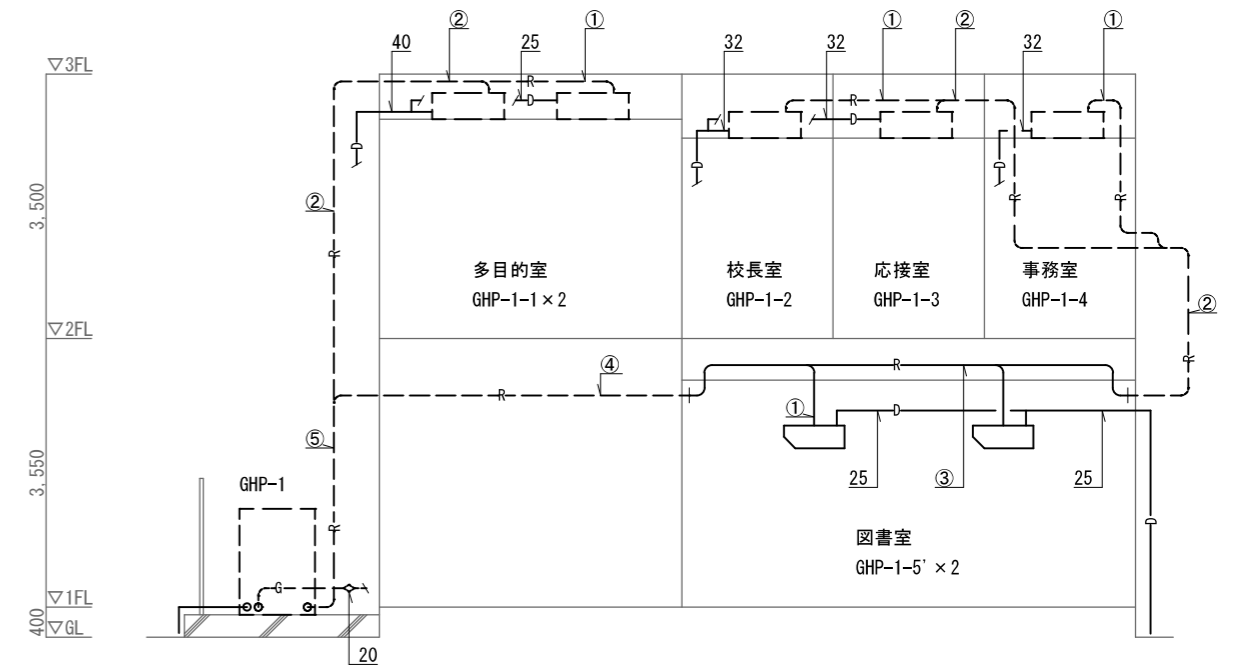 ② ①
40 25
① ② ①
32 32 32
▽3FL
R R
D D
D D D
3,500
②
R R R
多目的室
GHP-1-1×2
校長室
GHP-1-2
応接室
GHP-1-3
事務室
GHP-1-4
②
▽2FL
R
④ R ③
R
① D
⑤
25 25
3,550
GHP-1
R
D
図書室
GHP-1-5'×2
G
▽1FL
400
▽GL
20